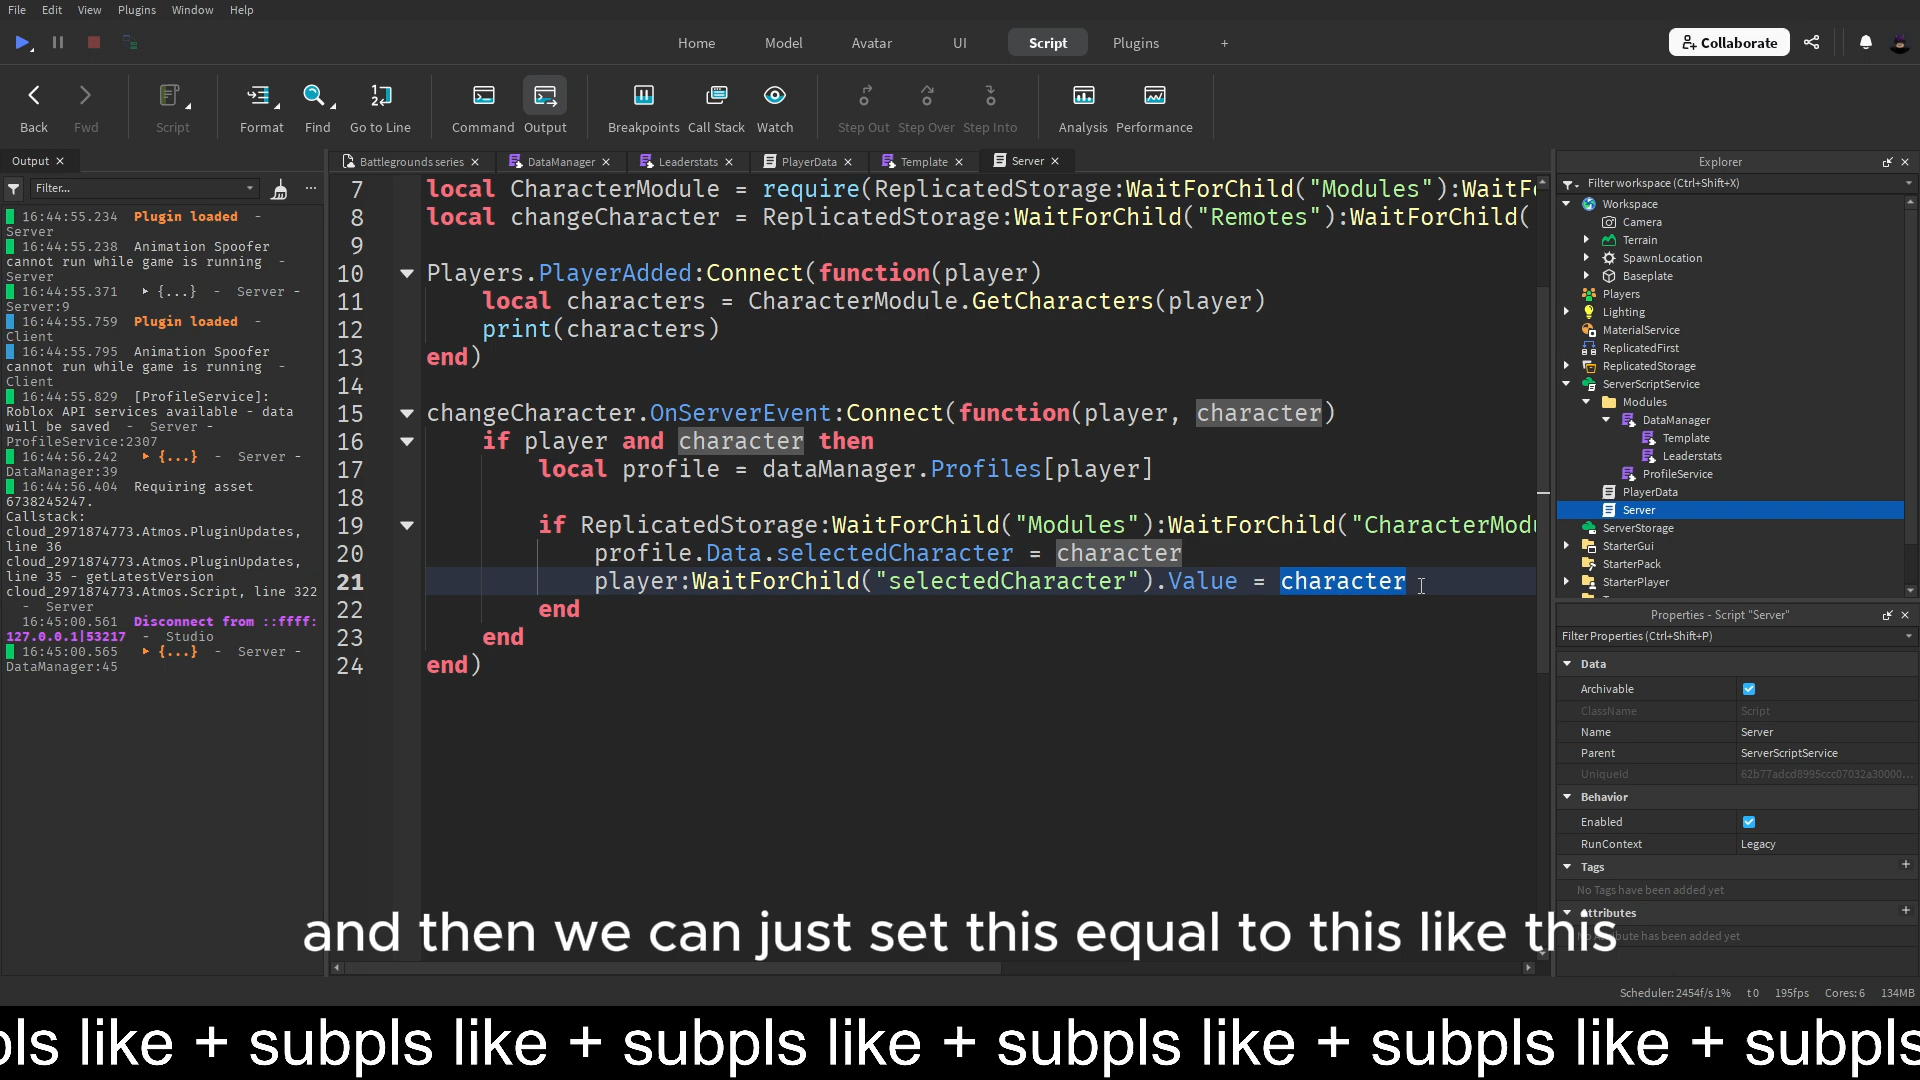 File Edit View Plugins Window Help
Home Model Avatar UI Script Plugins +
Collaborate
Back Fwd Script Format Find Go to Line Command Output Breakpoints Call Stack Watch Step Out Step Over Step Into Analysis Performance
Output
Filter...
16:44:55.234 Plugin loaded -
Server
16:44:55.238 Animation Spoofer
cannot run while game is running -
Server
16:44:55.371 {...} - Server -
Server:9
16:44:55.759 Plugin loaded -
Client
16:44:55.795 Animation Spoofer
cannot run while game is running -
Client
16:44:55.829 [ProfileService]:
Roblox API services available - data
will be saved - Server -
ProfileService:2307
16:44:56.242 {...} - Server -
DataManager:39
16:44:56.404 Requiring asset
6738245247.
Callstack:
cloud_2971874773.Atmos.PluginUpdates,
line 36
cloud_2971874773.Atmos.PluginUpdates,
line 35 - getLatestVersion
cloud_2971874773.Atmos.Script, line 322
- Server
16:45:00.561 Disconnect from ::ffff:
127.0.0.1|53217 - Studio
16:45:00.565 {...} - Server -
DataManager:45
Battlegrounds series DataManager Leaderstats PlayerData Template Server
7 local CharacterModule = require(ReplicatedStorage:WaitForChild("Modules"):WaitF
8 local changeCharacter = ReplicatedStorage:WaitForChild("Remotes"):WaitForChild(
9
10 Players.PlayerAdded:Connect(function(player)
11 local characters = CharacterModule.GetCharacters(player)
12 print(characters)
13 end)
14
15 changeCharacter.OnServerEvent:Connect(function(player, character)
16 if player and character then
17 local profile = dataManager.Profiles[player]
18
19 if ReplicatedStorage:WaitForChild("Modules"):WaitForChild("CharacterModu
20 profile.Data.selectedCharacter = character
21 player:WaitForChild("selectedCharacter").Value = character
22 end
23 end
24 end)
Explorer
Filter workspace (Ctrl+Shift+X)
Workspace
Camera
Terrain
SpawnLocation
Baseplate
Players
Lighting
MaterialService
ReplicatedFirst
ReplicatedStorage
ServerScriptService
Modules
DataManager
Template
Leaderstats
ProfileService
PlayerData
Server
ServerStorage
StarterGui
StarterPack
StarterPlayer
Properties - Script "Server"
Filter Properties (Ctrl+Shift+P)
Data
Archivable
ClassName Script
Name Server
Parent ServerScriptService
UniqueId 62b77adcd8995ccc07032a30000...
Behavior
Enabled
RunContext Legacy
Tags +
No Tags have been added yet
Attributes +
bute has been added yet
and then we can just set this equal to this like this
Scheduler: 2454f/s 1% t0 195fps Cores: 6 134MB
pls like + subpls like + subpls like + subpls like + subpls like + subpls